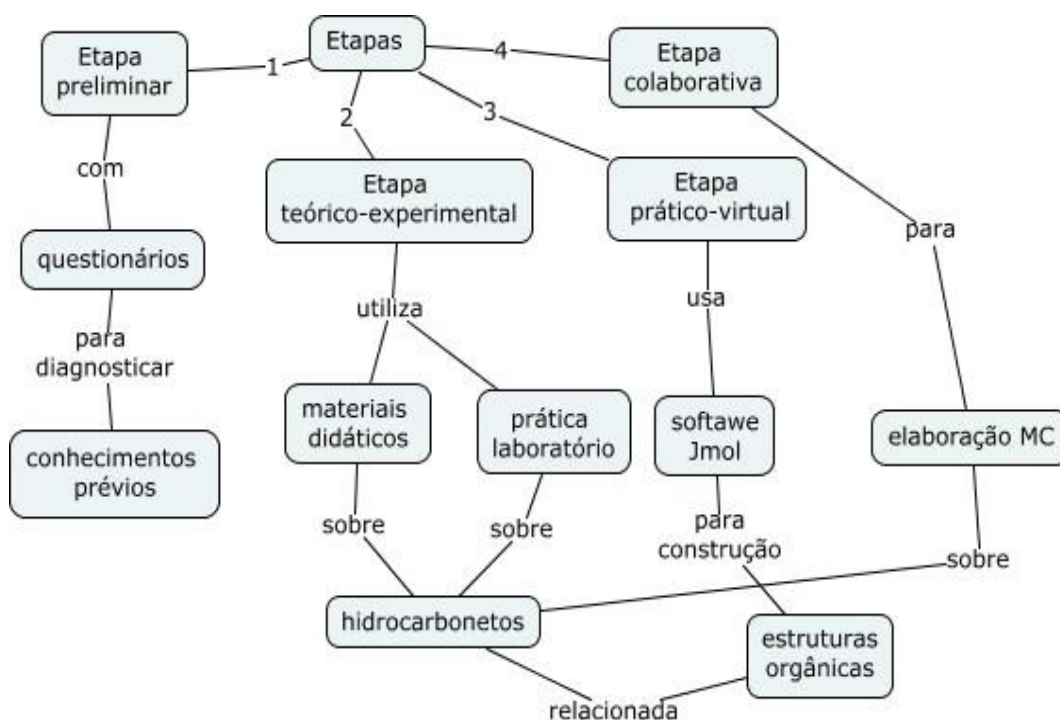 Etapas
1
Etapa
preliminar
com
questionários
para
diagnosticar
conhecimentos
prévios
2
Etapa
teórico-experimental
utiliza
materiais
didáticos
sobre
prática
laboratório
sobre
hidrocarbonetos
3
Etapa
prático-virtual
usa
softawe
Jmol
para
construção
estruturas
orgânicas
relacionada
4
Etapa
colaborativa
para
elaboração MC
sobre